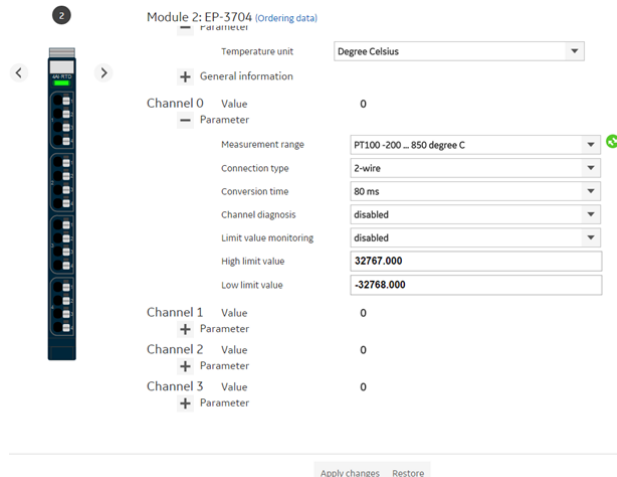 2
Module 2: EP-3704 (Ordering data)
Parameter
Temperature unit Degree Celsius
General information
Channel 0 Value 0
Parameter
Measurement range PT100 -200 ... 850 degree C
Connection type 2-wire
Conversion time 80 ms
Channel diagnosis disabled
Limit value monitoring disabled
High limit value 32767.000
Low limit value -32768.000
Channel 1 Value 0
Parameter
Channel 2 Value 0
Parameter
Channel 3 Value 0
Parameter
Apply changes Restore